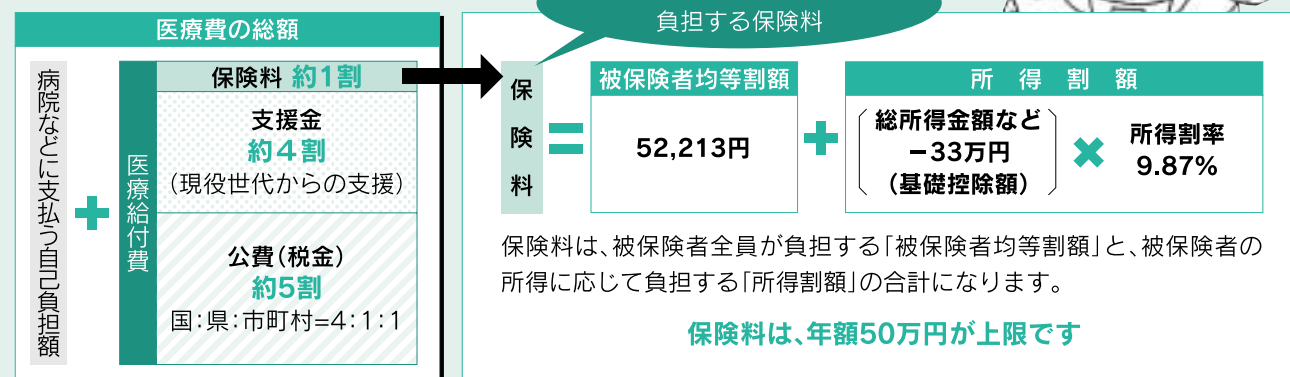 医療費の総額
病院などに支払う自己負担額
医療給付費
保険料 約1割
支援金
約4割
（現役世代からの支援）
公費（税金）
約5割
国：県：市町村=4：1：1
負担する保険料
保険料
被保険者均等割額
52,213円
所得割額
総所得金額など
－33万円
（基礎控除額）
所得割率
9.87%
保険料は、被保険者全員が負担する「被保険者均等割額」と、被保険者の
所得に応じて負担する「所得割額」の合計になります。
保険料は、年額50万円が上限です